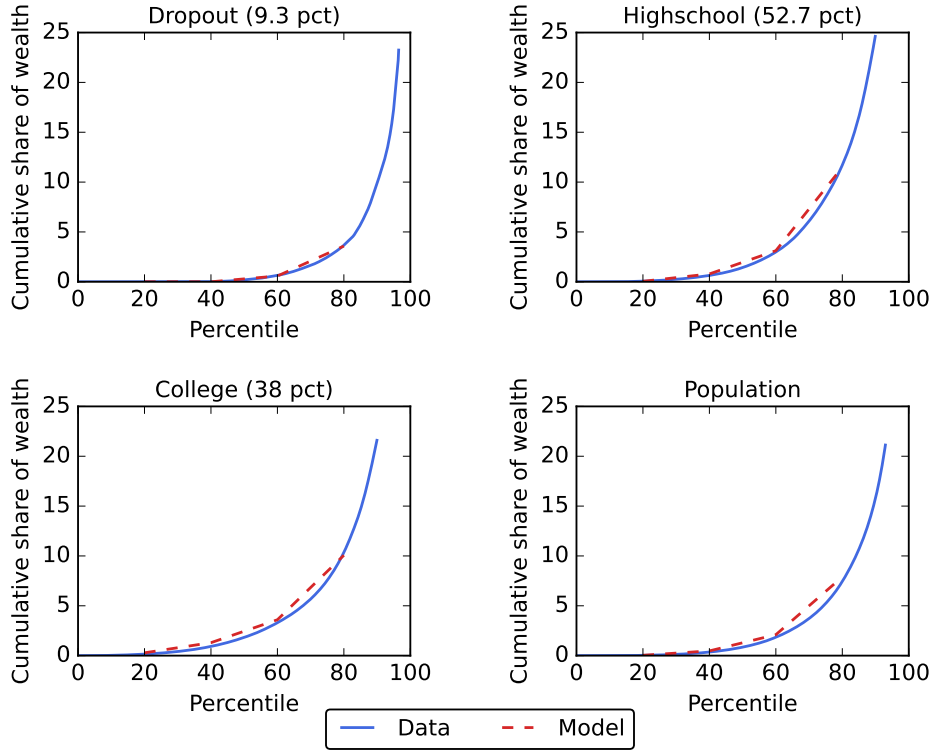 Dropout (9.3 pct)
Cumulative share of wealth
25
20
15
10
5
0
0 20 40 60 80 100
Percentile
Highschool (52.7 pct)
Cumulative share of wealth
25
20
15
10
5
0
0 20 40 60 80 100
Percentile
College (38 pct)
Cumulative share of wealth
25
20
15
10
5
0
0 20 40 60 80 100
Percentile
Population
Cumulative share of wealth
25
20
15
10
5
0
0 20 40 60 80 100
Percentile
Data Model